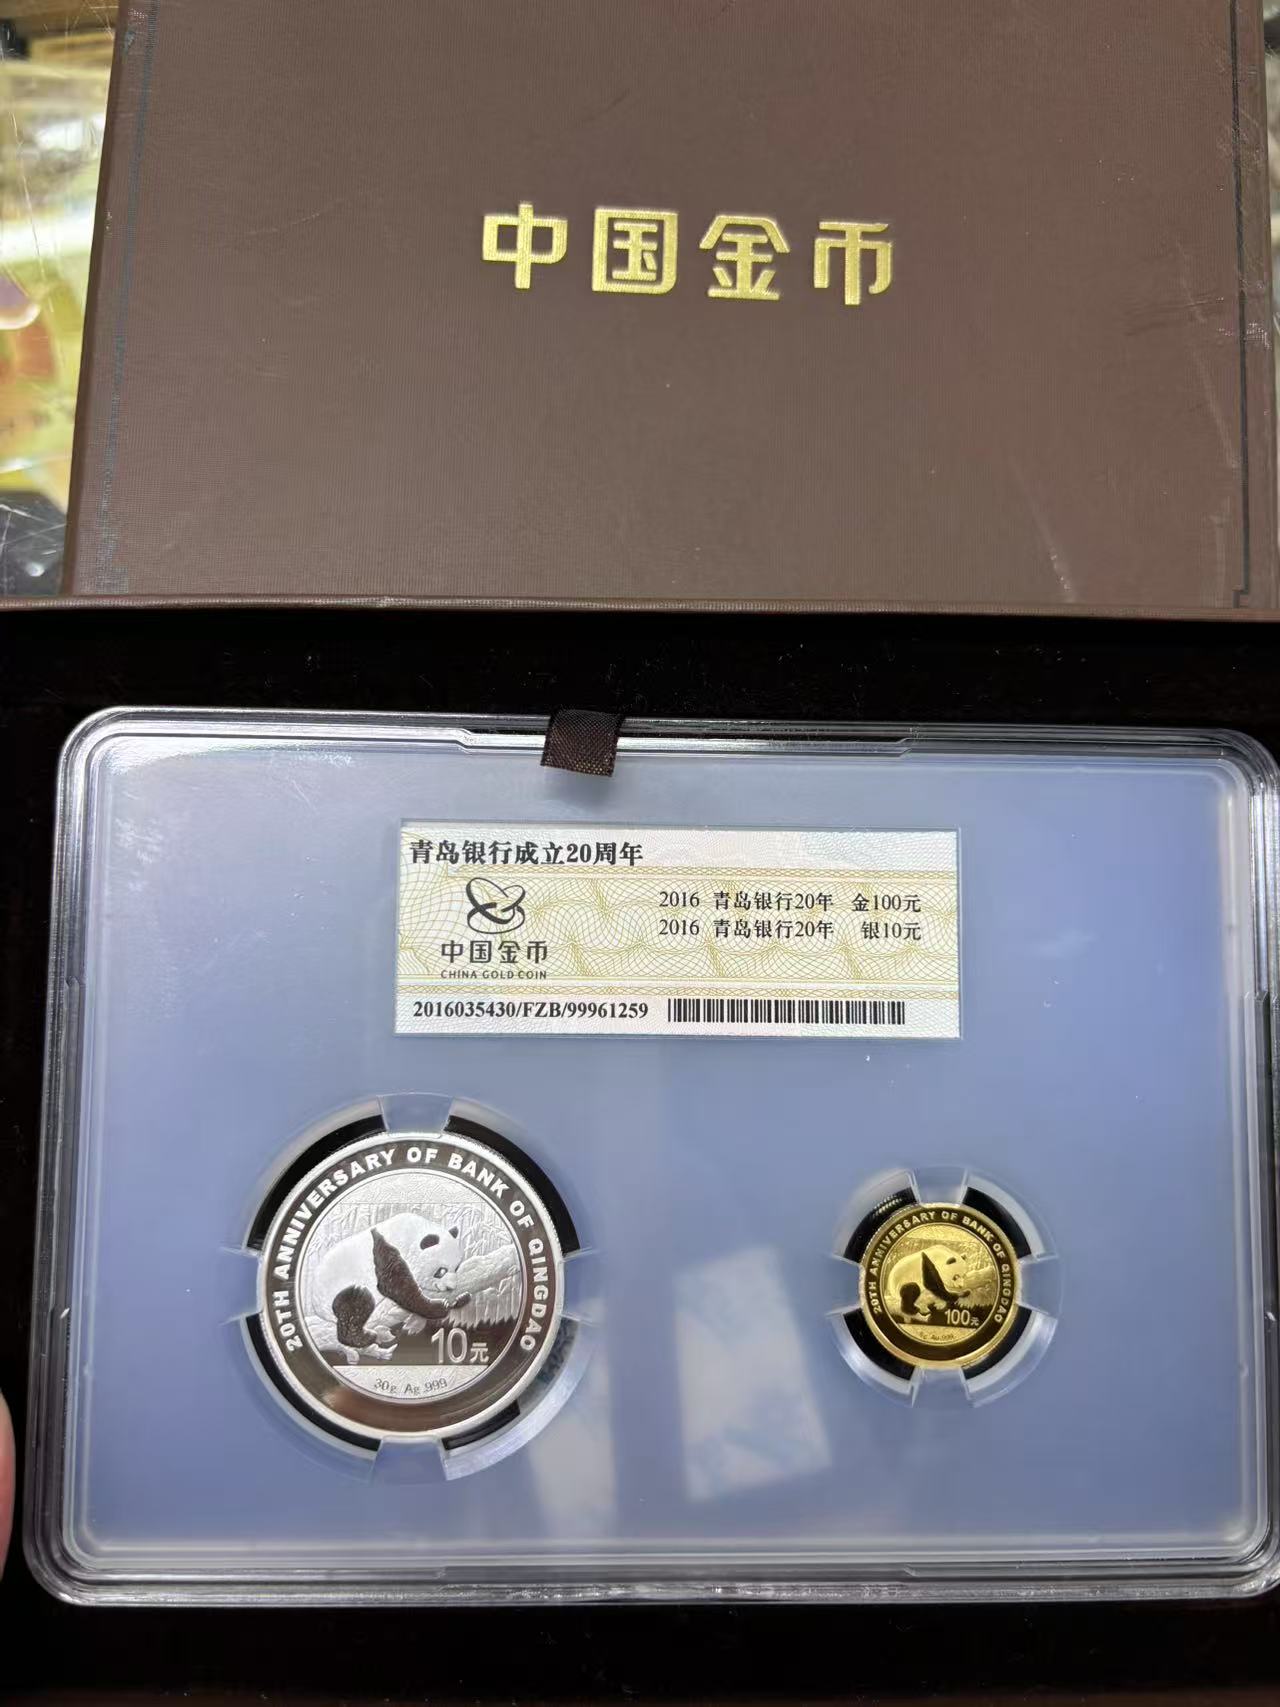 中国金币
青岛银行成立20周年
2016 青岛银行20年 金100元
2016 青岛银行20年 银10元
中国金币
CHINA GOLD COIN
2016035430/FZB/99961259
20TH ANNIVERSARY OF BANK OF QINGDAO
10元
30g Ag .999
20TH ANNIVERSARY OF BANK OF QINGDAO
100元
8g Au .999